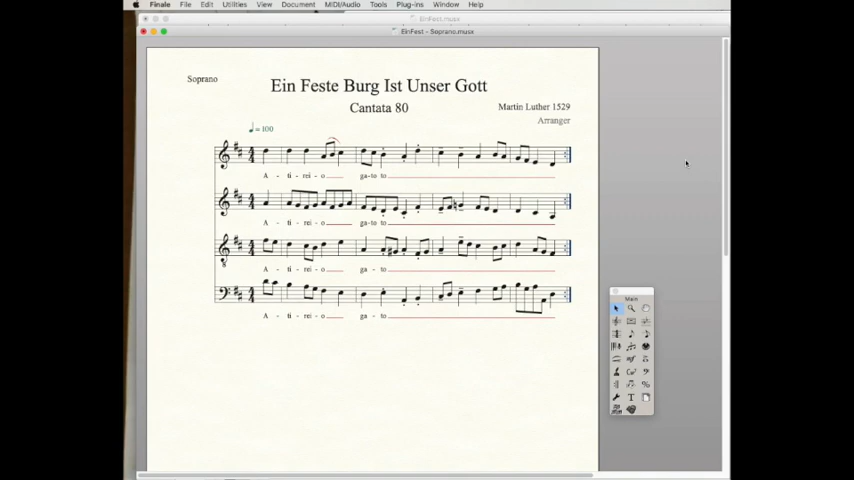 Finale File Edit Utilities View Document MIDI/Audio Tools Plug-ins Window Help
EinFest.musx
EinFest - Soprano.musx
Soprano
Ein Feste Burg Ist Unser Gott
Cantata 80
Martin Luther 1529
Arranger
= 100
A - ti - rei - o ga-to to
A - ti - rei - o ga-to to
A - ti - rei - o ga - to
A - ti - rei - o ga - to
Main